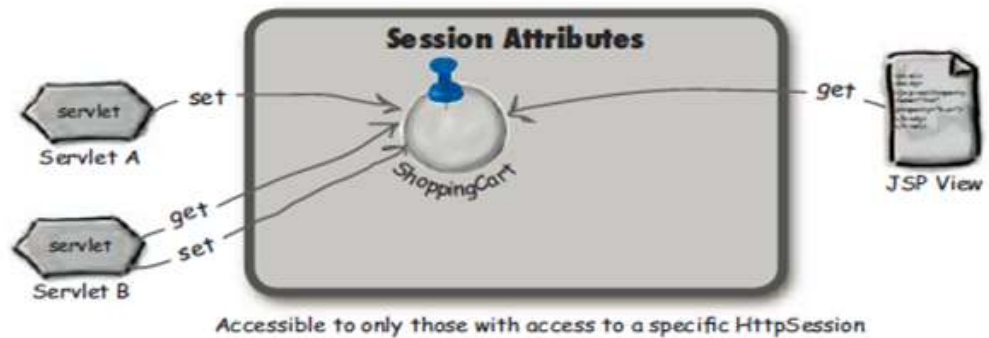 Session Attributes
servlet
set
Servlet A
get
JSP View
ShoppingCart
servlet
get
set
Servlet B
Accessible to only those with access to a specific HttpSession